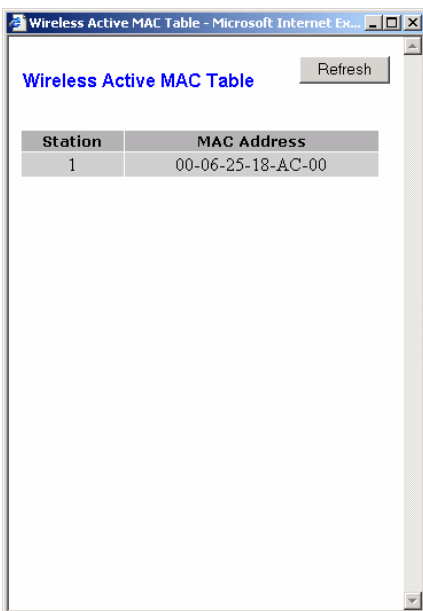 Wireless Active MAC Table - Microsoft Internet Ex...
Refresh
Wireless Active MAC Table
Station MAC Address
1 00-06-25-18-AC-00